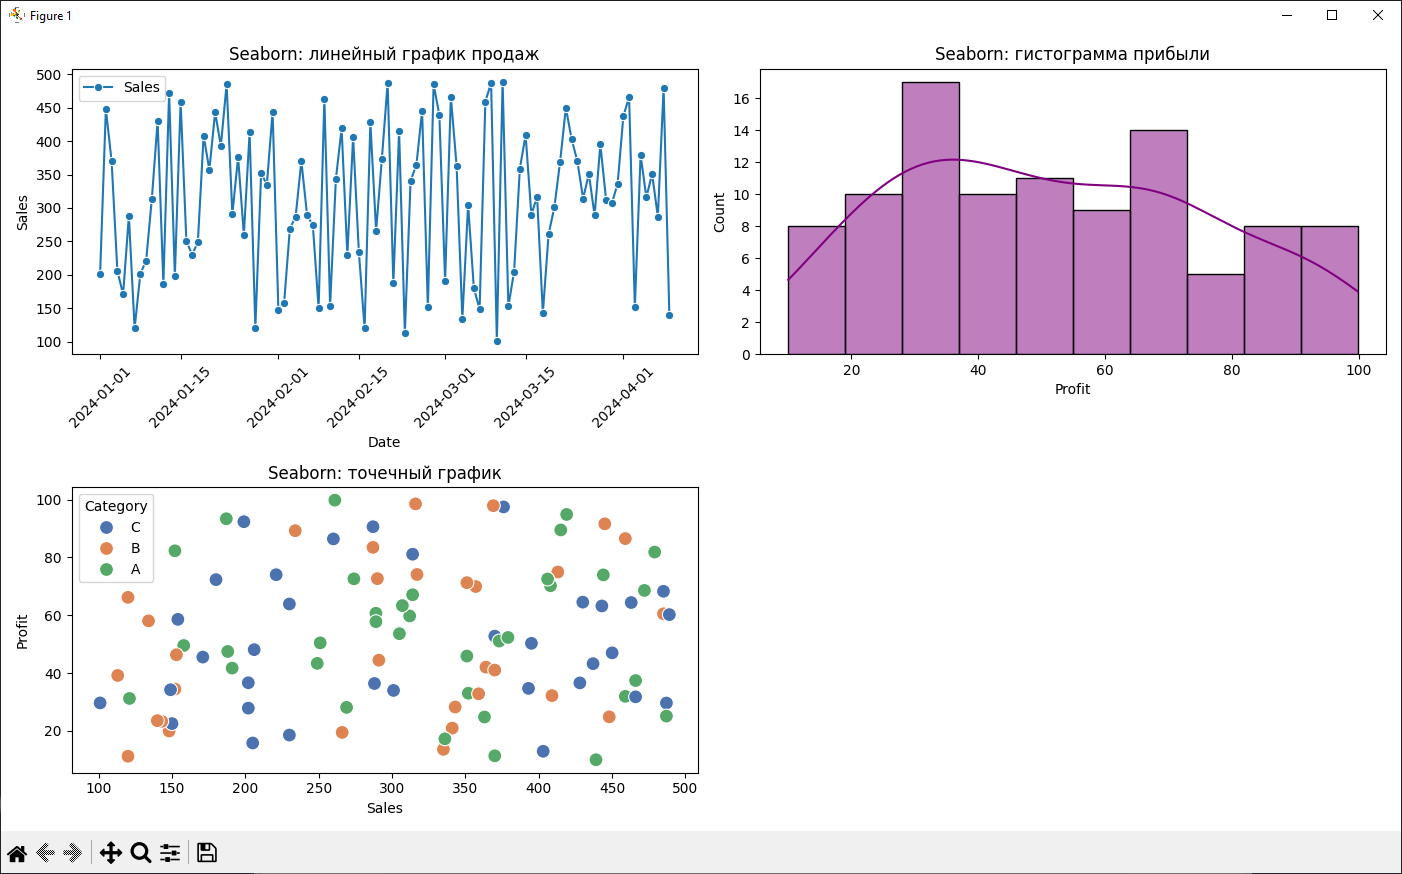 Figure 1
Seaborn: линейный график продаж
Sales
500
450
400
350
300
250
200
150
100
Sales
2024-01-01
2024-01-15
2024-02-01
2024-02-15
2024-03-01
2024-03-15
2024-04-01
Date
Seaborn: гистограмма прибыли
16
14
12
10
8
6
4
2
0
Count
20 40 60 80 100
Profit
Seaborn: точечный график
Category
C
B
A
100
80
60
40
20
Profit
100 150 200 250 300 350 400 450 500
Sales